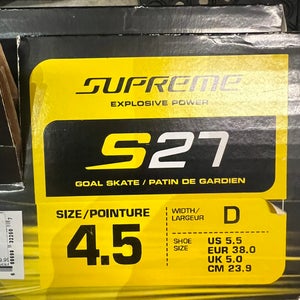 SUPREME
EXPLOSIVE POWER
S27
GOAL SKATE / PATIN DE GARDIEN
SIZE/POINTURE
4.5
WIDTH/
LARGEUR
D
SHOE
SIZE
US 5.5
EUR 38.0
UK 5.0
CM 23.9